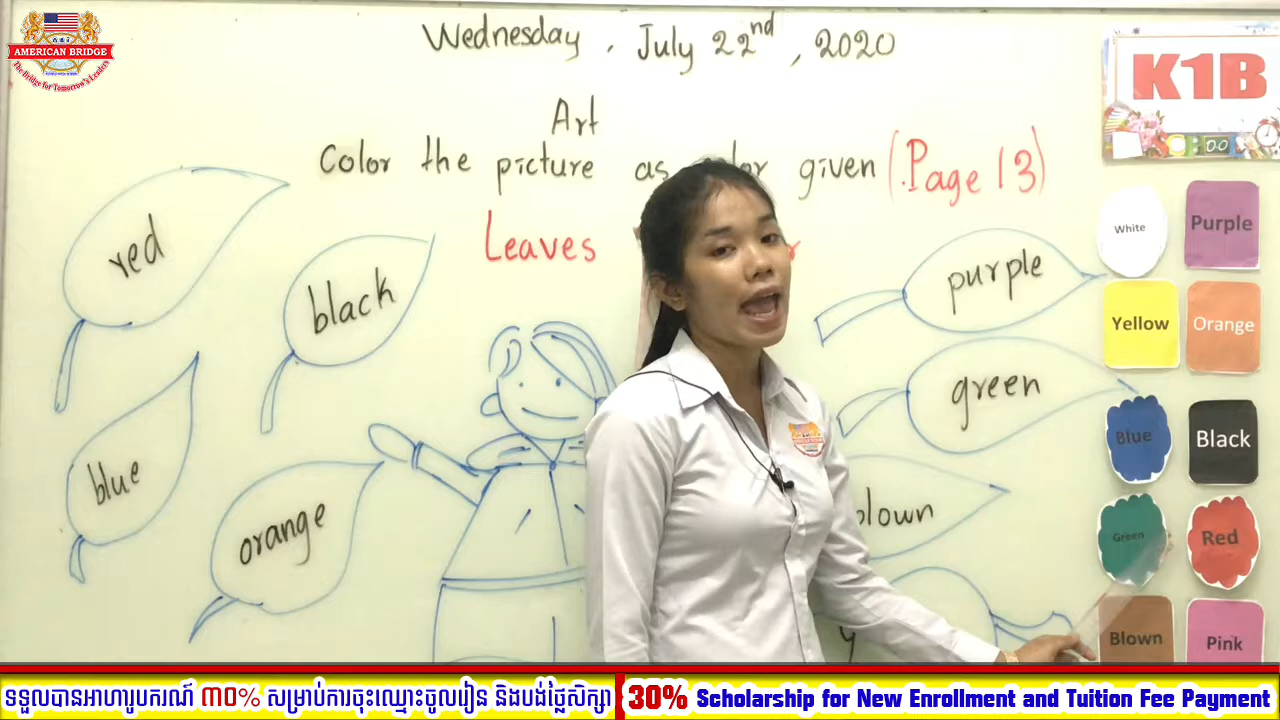 AMERICAN BRIDGE
The Bridge for Tomorrow's Leaders
Wednesday, July 22nd, 2020
K1B
Art
Color the picture as color given (Page 13)
Leaves
red
black
blue
orange
purple
green
blown
y
White
Purple
Yellow
Orange
Blue
Black
Green
Red
Blown
Pink
ទទួលបានអាហារូបករណ៍ ៣០% សម្រាប់ការចុះឈ្មោះចូលរៀន និងបង់ថ្លៃសិក្សា
30% Scholarship for New Enrollment and Tuition Fee Payment